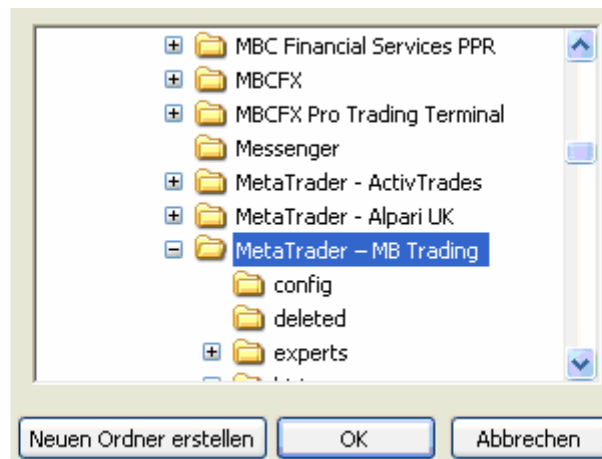 MBC Financial Services PPR
MBCFX
MBCFX Pro Trading Terminal
Messenger
MetaTrader - ActivTrades
MetaTrader - Alpari UK
MetaTrader – MB Trading
config
deleted
experts
Neuen Ordner erstellen OK Abbrechen